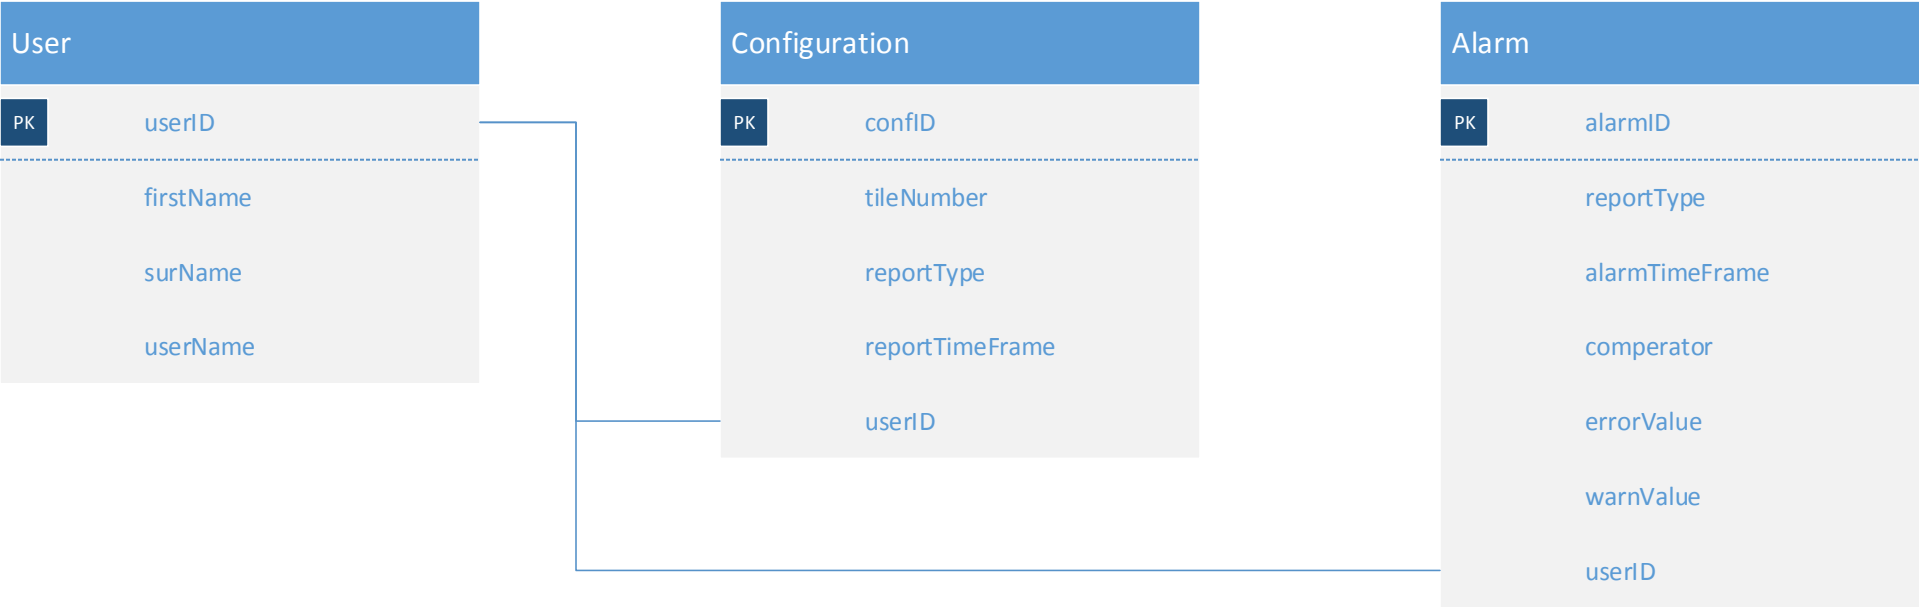 User
PK
userID
firstName
surName
userName
Configuration
PK
confID
tileNumber
reportType
reportTimeFrame
userID
Alarm
PK
alarmID
reportType
alarmTimeFrame
comperator
errorValue
warnValue
userID